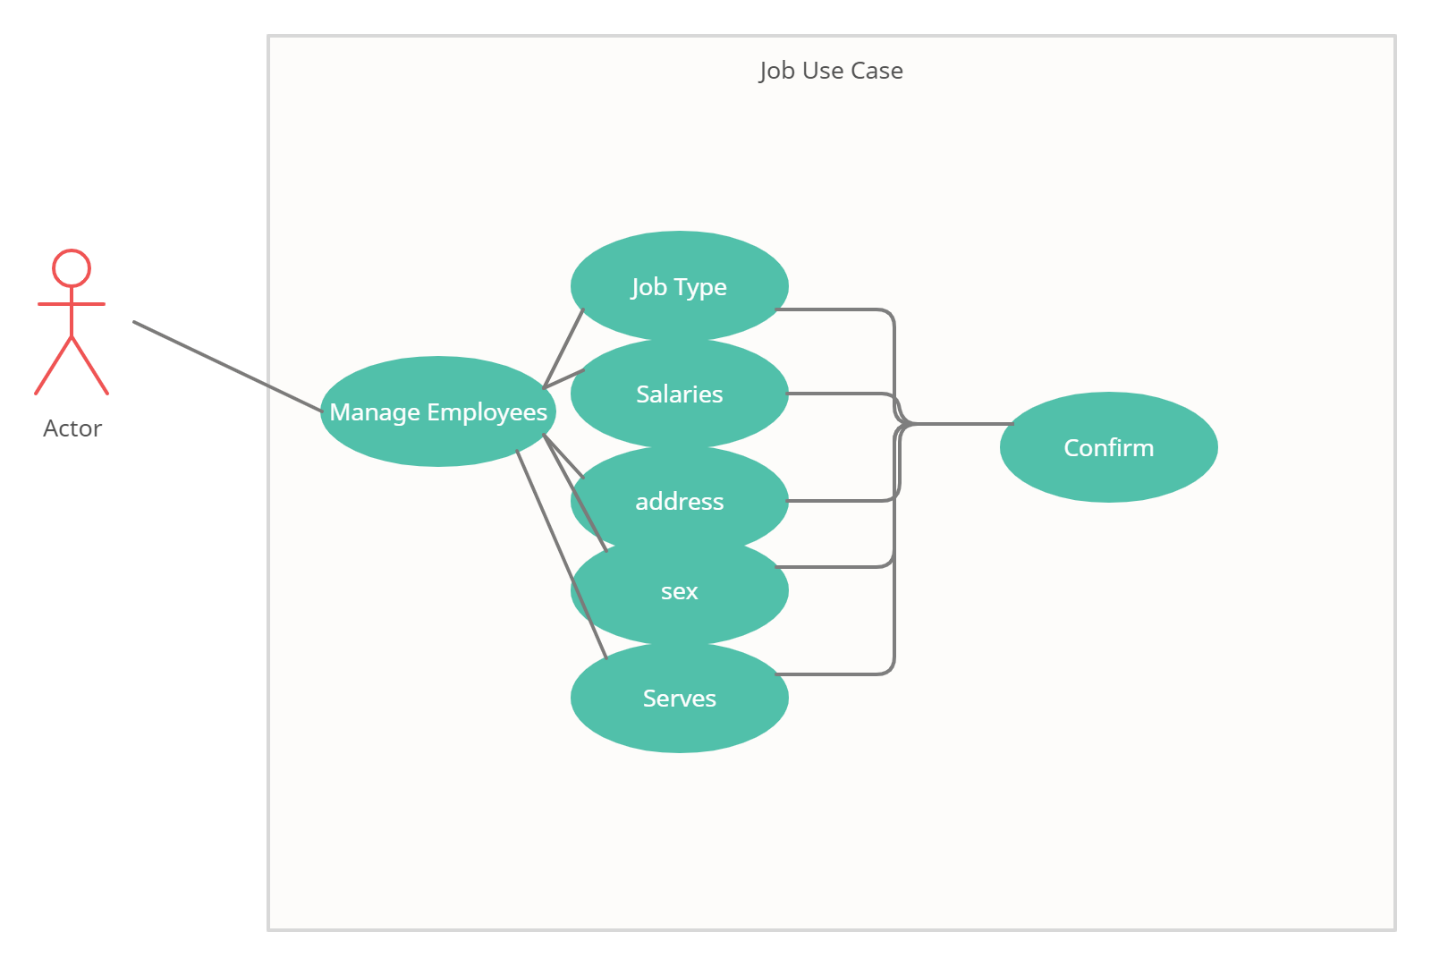 Job Use Case
Actor
Manage Employees
Job Type
Salaries
address
sex
Serves
Confirm